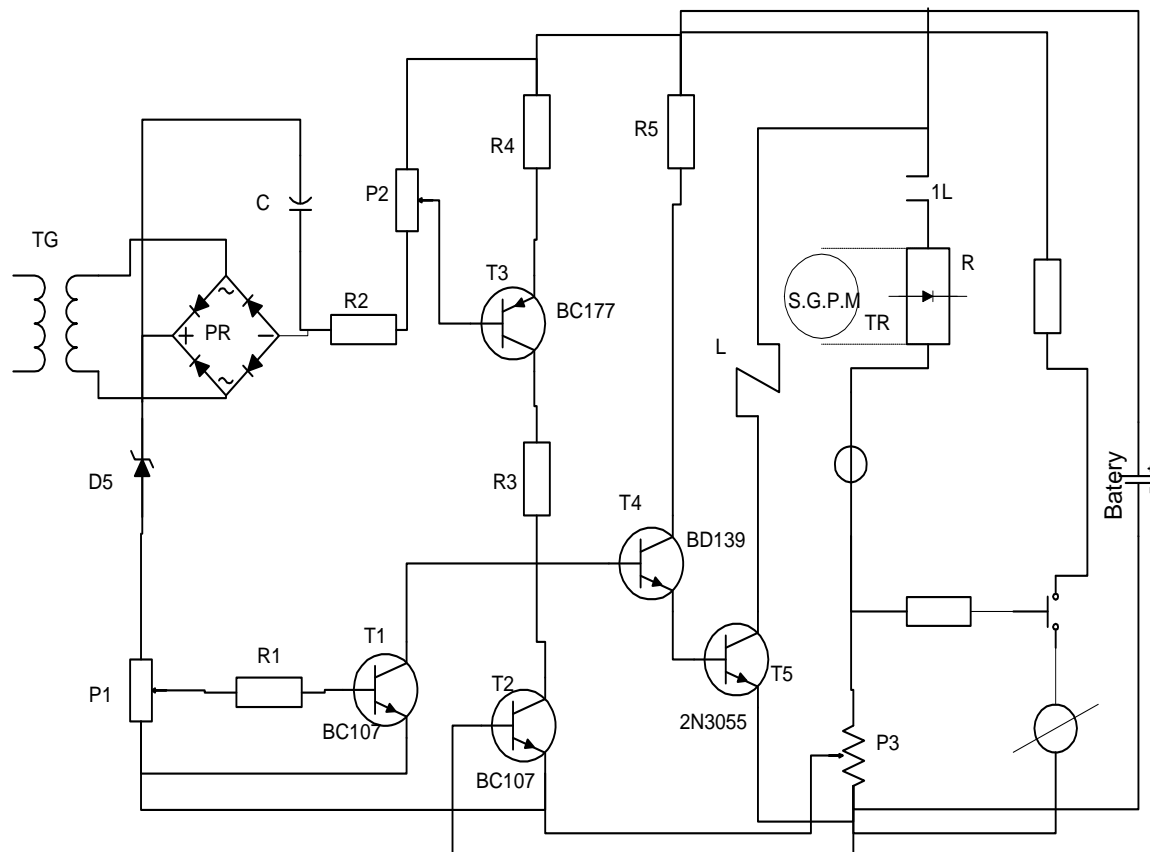 R4
R5
P2
C
1L
TG
T3
R
S.G.P.M
R2
BC177
PR
TR
L
D5
R3
T4
Batery
BD139
T1
R1
T2
T5
P1
BC107
2N3055
P3
BC107